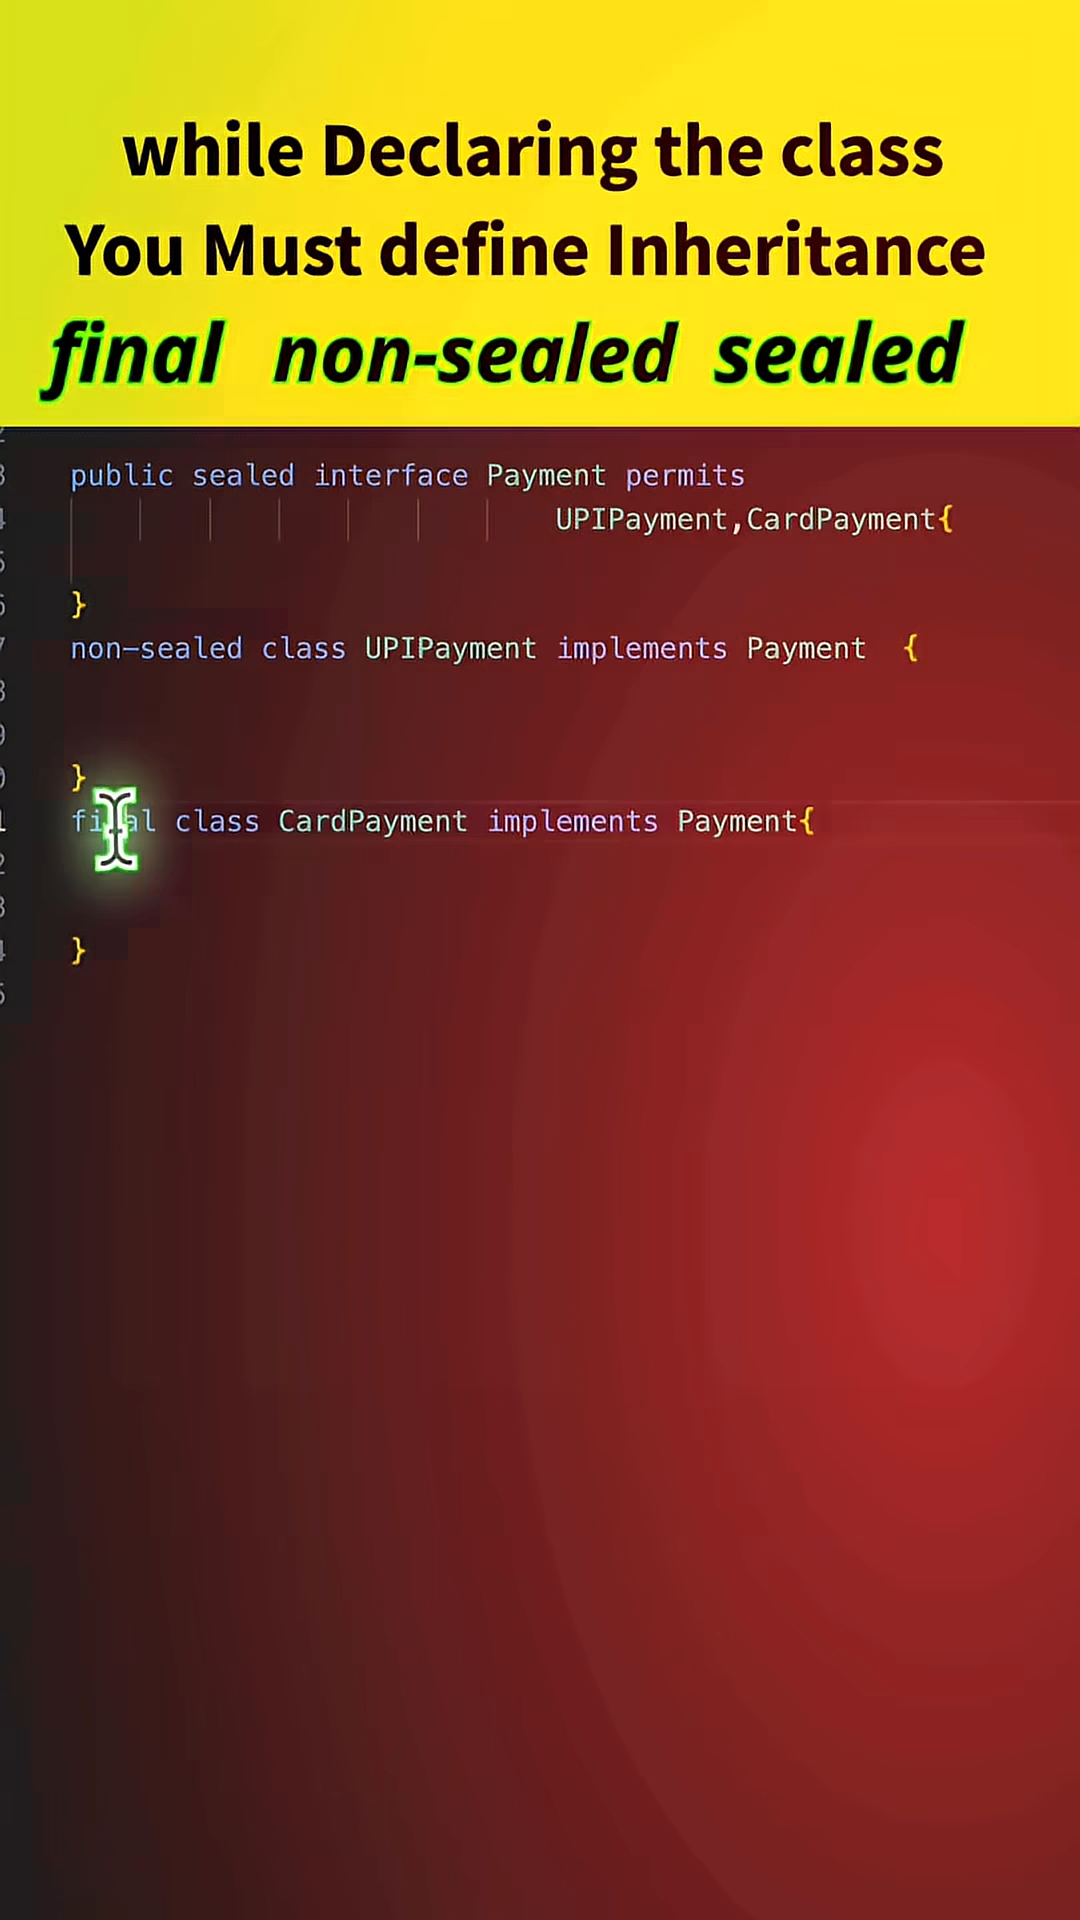 while Declaring the class
You Must define Inheritance
final non-sealed sealed
public sealed interface Payment permits
UPIPayment,CardPayment{
}
non-sealed class UPIPayment implements Payment {
}
final class CardPayment implements Payment{
}